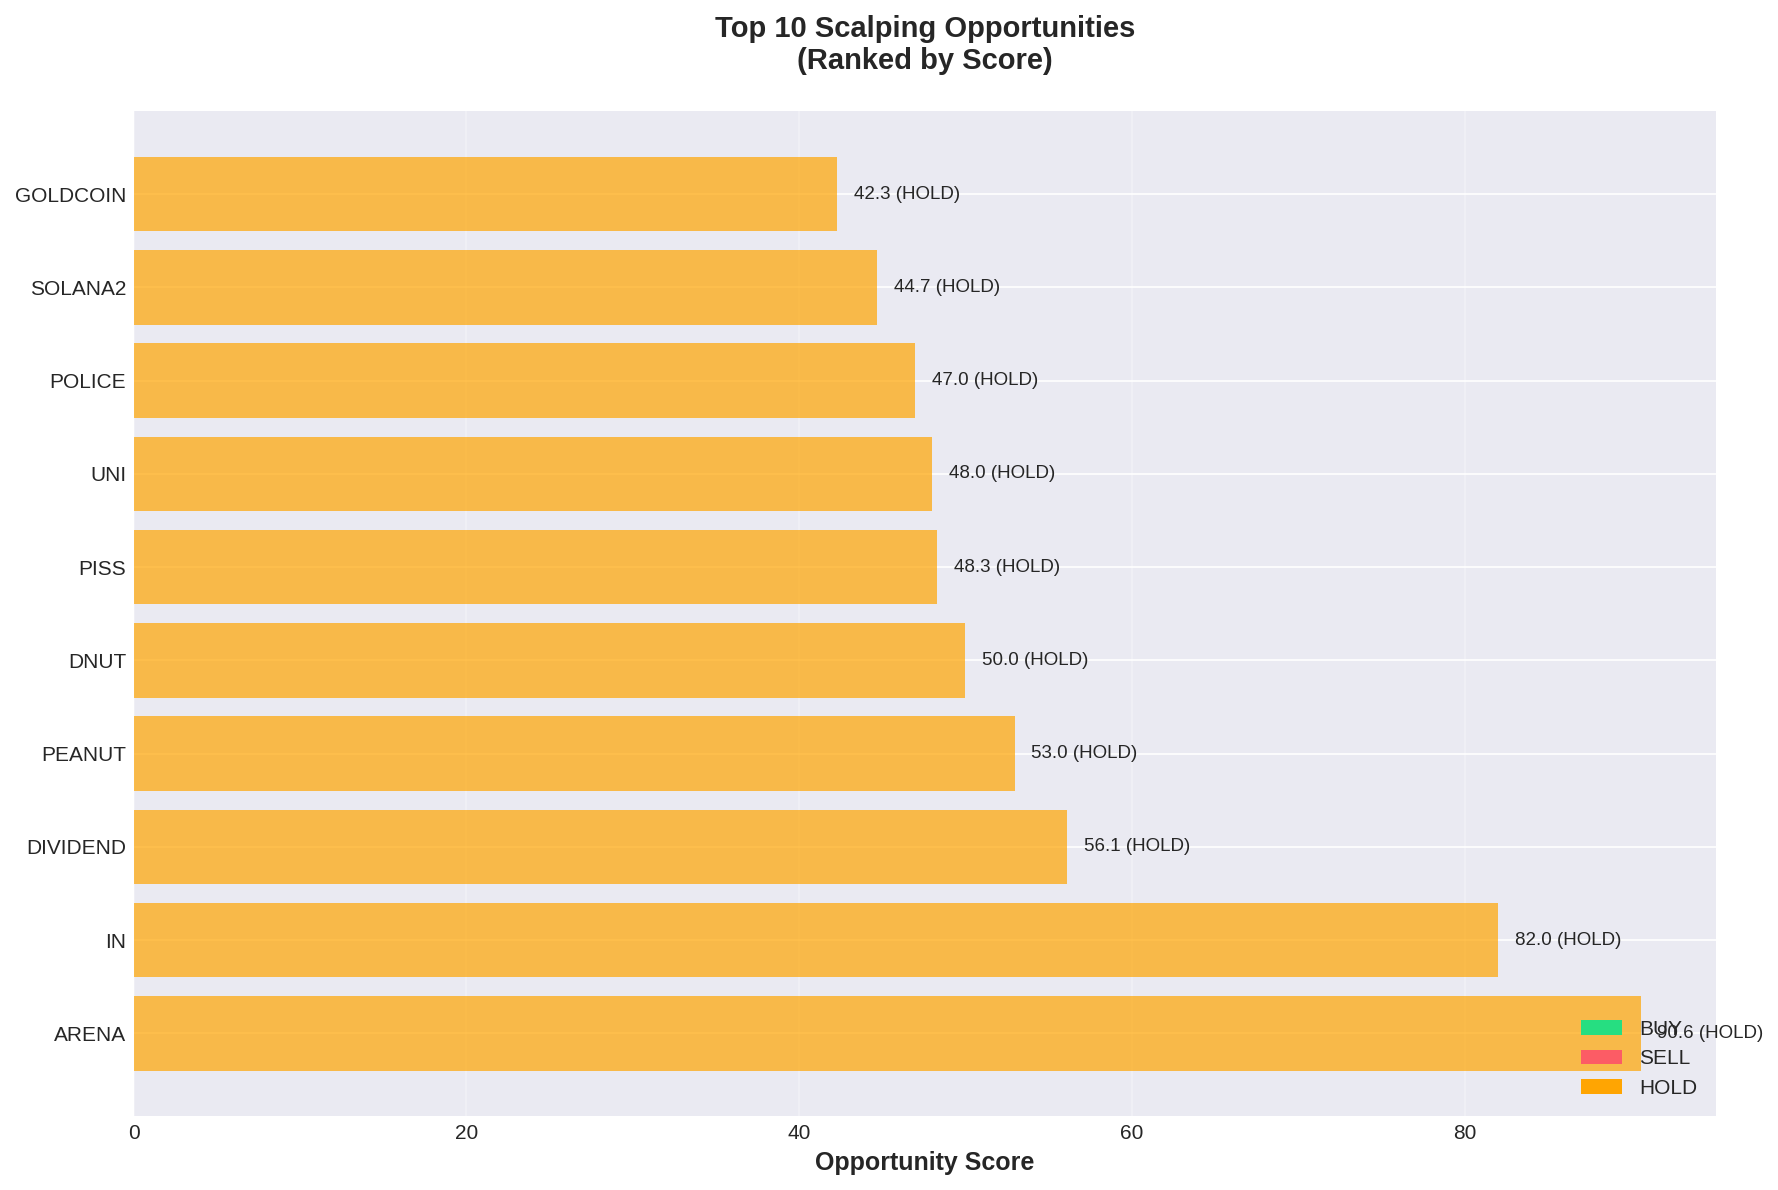 Top 10 Scalping Opportunities
(Ranked by Score)
GOLDCOIN
42.3 (HOLD)
SOLANA2
44.7 (HOLD)
POLICE
47.0 (HOLD)
UNI
48.0 (HOLD)
PISS
48.3 (HOLD)
DNUT
50.0 (HOLD)
PEANUT
53.0 (HOLD)
DIVIDEND
56.1 (HOLD)
IN
82.0 (HOLD)
ARENA
90.6 (HOLD)
BUY
SELL
HOLD
0 20 40 60 80
Opportunity Score